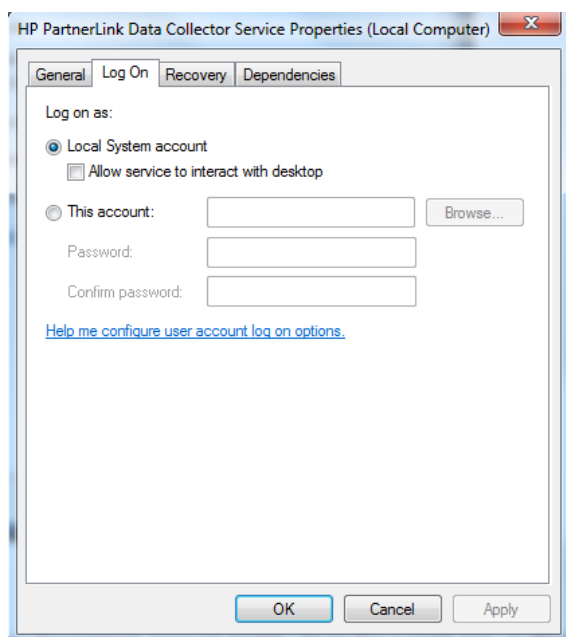 HP PartnerLink Data Collector Service Properties (Local Computer)
General Log On Recovery Dependencies
Log on as:
Local System account
Allow service to interact with desktop
This account:
Browse...
Password:
Confirm password:
Help me configure user account log on options.
OK Cancel Apply